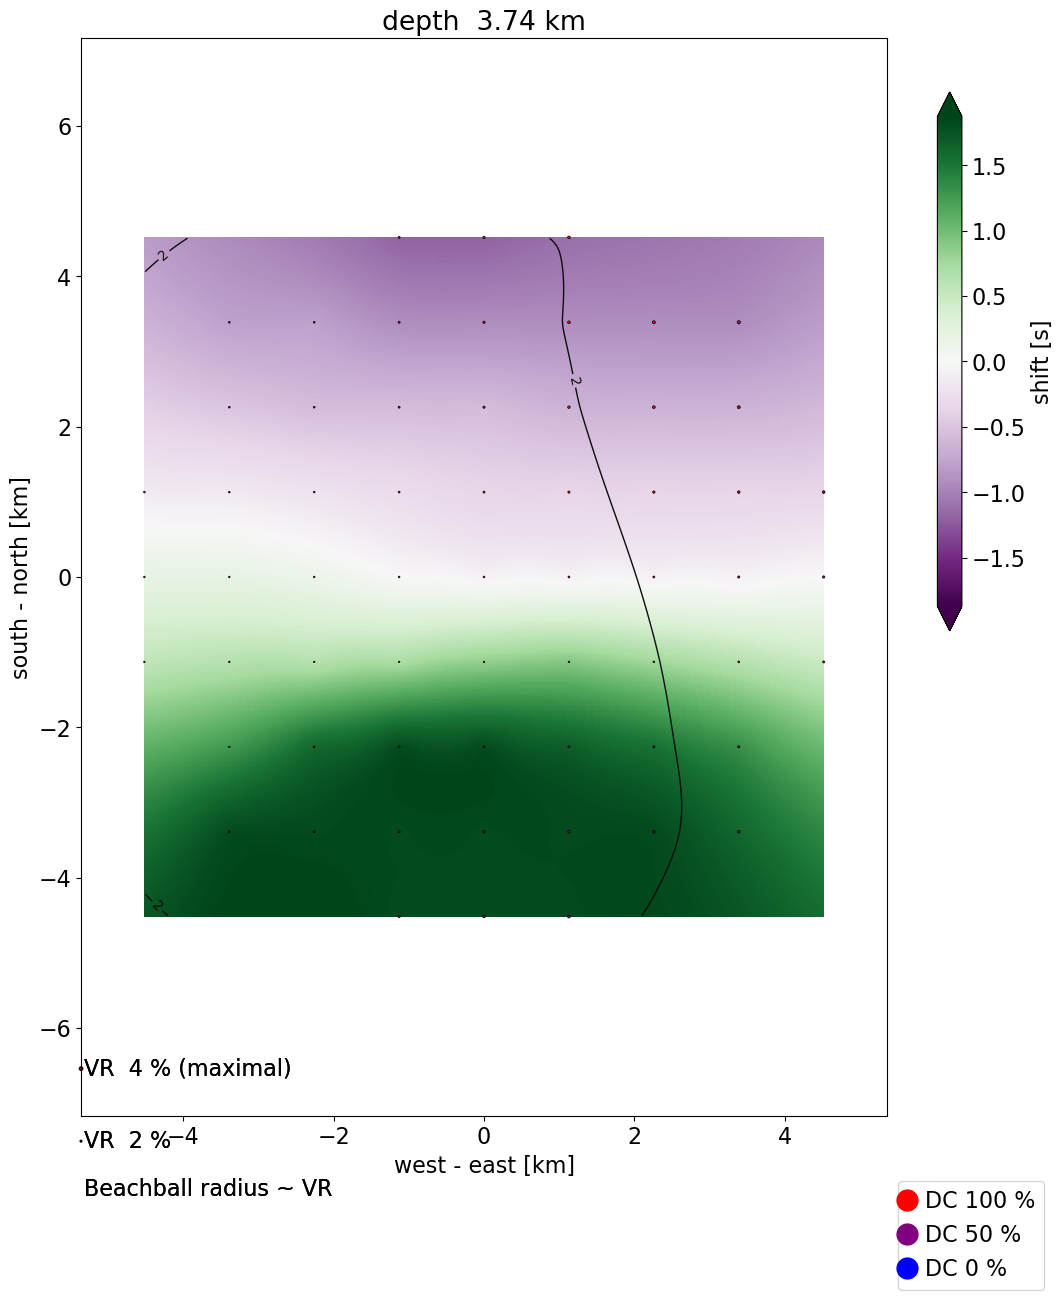 depth  3.74 km
6
4
2
0
−2
−4
−6
south - north [km]
2
2
2
1.5
1.0
0.5
0.0
−0.5
−1.0
−1.5
shift [s]
VR  4 % (maximal)
VR  2 %
−4
−2
0
2
4
west - east [km]
Beachball radius ~ VR
DC 100 %
DC 50 %
DC 0 %